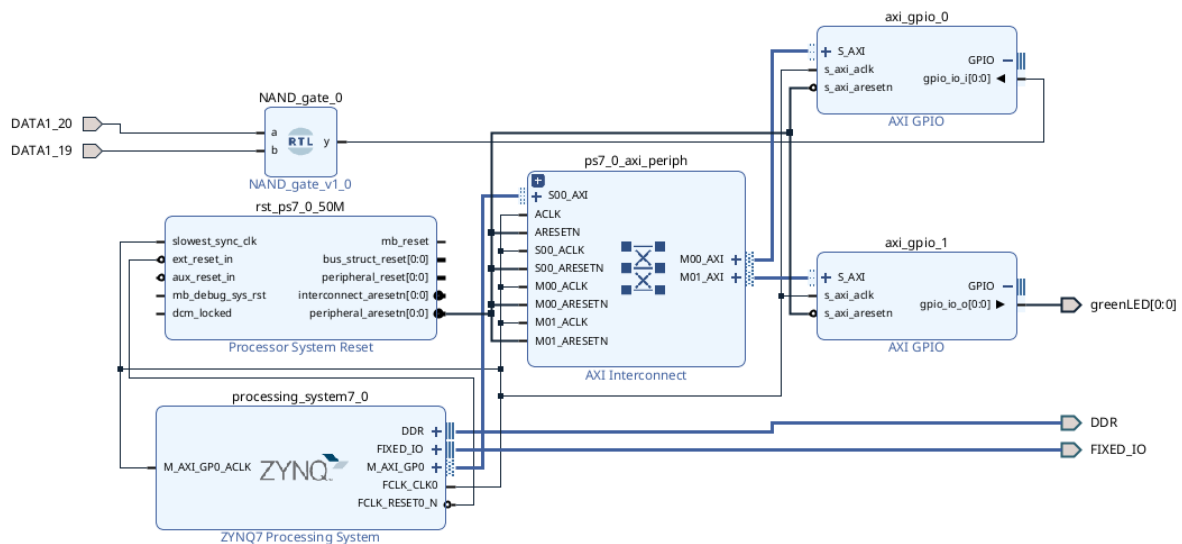 axi_gpio_0
S_AXI
s_axi_aclk
s_axi_aresetn
GPIO
gpio_io_i[0:0]
AXI GPIO
DATA1_20
DATA1_19
NAND_gate_0
a
b
RTL
y
NAND_gate_v1_0
rst_ps7_0_50M
slowest_sync_clk
ext_reset_in
aux_reset_in
mb_debug_sys_rst
dcm_locked
mb_reset
bus_struct_reset[0:0]
peripheral_reset[0:0]
interconnect_aresetn[0:0]
peripheral_aresetn[0:0]
Processor System Reset
ps7_0_axi_periph
S00_AXI
ACLK
ARESETN
S00_ACLK
S00_ARESETN
M00_ACLK
M00_ARESETN
M01_ACLK
M01_ARESETN
M00_AXI
M01_AXI
AXI Interconnect
axi_gpio_1
S_AXI
s_axi_aclk
s_axi_aresetn
GPIO
gpio_io_o[0:0]
AXI GPIO
greenLED[0:0]
processing_system7_0
M_AXI_GP0_ACLK
ZYNQ
DDR
FIXED_IO
M_AXI_GP0
FCLK_CLK0
FCLK_RESET0_N
ZYNQ7 Processing System
DDR
FIXED_IO